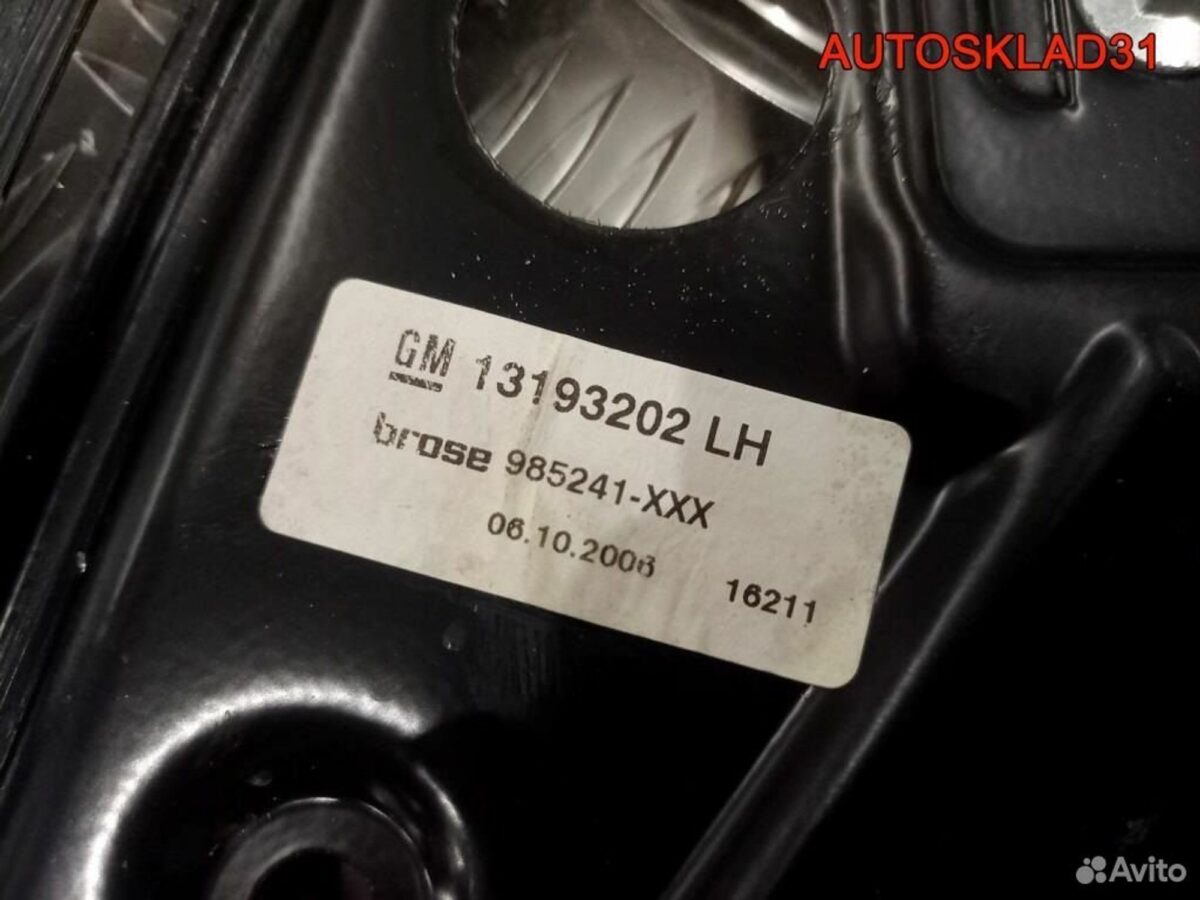 AUTOSKLAD31
GM 13193202 LH
brose 985241-XXX
06.10.2006
16211
Avito